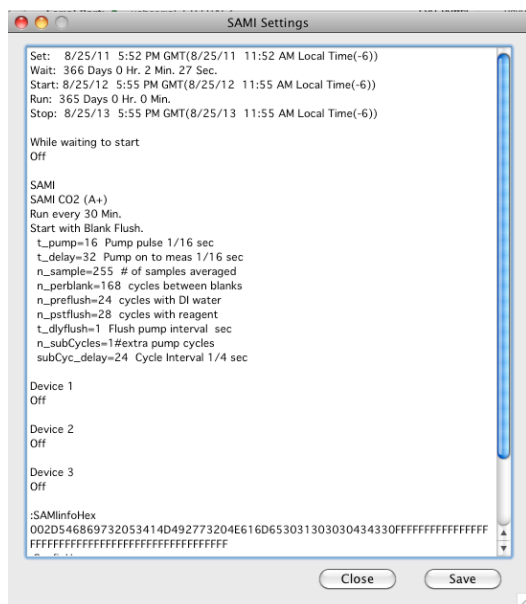 SAMI Settings
Set: 8/25/11 5:52 PM GMT(8/25/11 11:52 AM Local Time(-6))
Wait: 366 Days 0 Hr. 2 Min. 27 Sec.
Start: 8/25/12 5:55 PM GMT(8/25/12 11:55 AM Local Time(-6))
Run: 365 Days 0 Hr. 0 Min.
Stop: 8/25/13 5:55 PM GMT(8/25/13 11:55 AM Local Time(-6))
While waiting to start
Off
SAMI
SAMI CO2 (A+)
Run every 30 Min.
Start with Blank Flush.
t_pump=16 Pump pulse 1/16 sec
t_delay=32 Pump on to meas 1/16 sec
n_sample=255 # of samples averaged
n_perblank=168 cycles between blanks
n_preflush=24 cycles with DI water
n_pstflush=28 cycles with reagent
t_dlyflush=1 Flush pump interval sec
n_subCycles=1#extra pump cycles
subCyc_delay=24 Cycle Interval 1/4 sec
Device 1
Off
Device 2
Off
Device 3
Off
:SAMIinfoHex
002D546869732053414D492773204E616D653031303030434330FFFFFFFFFFFFFFFF
FFFFFFFFFFFFFFFFFFFFFFFFFFFFFFFFFF
Close Save